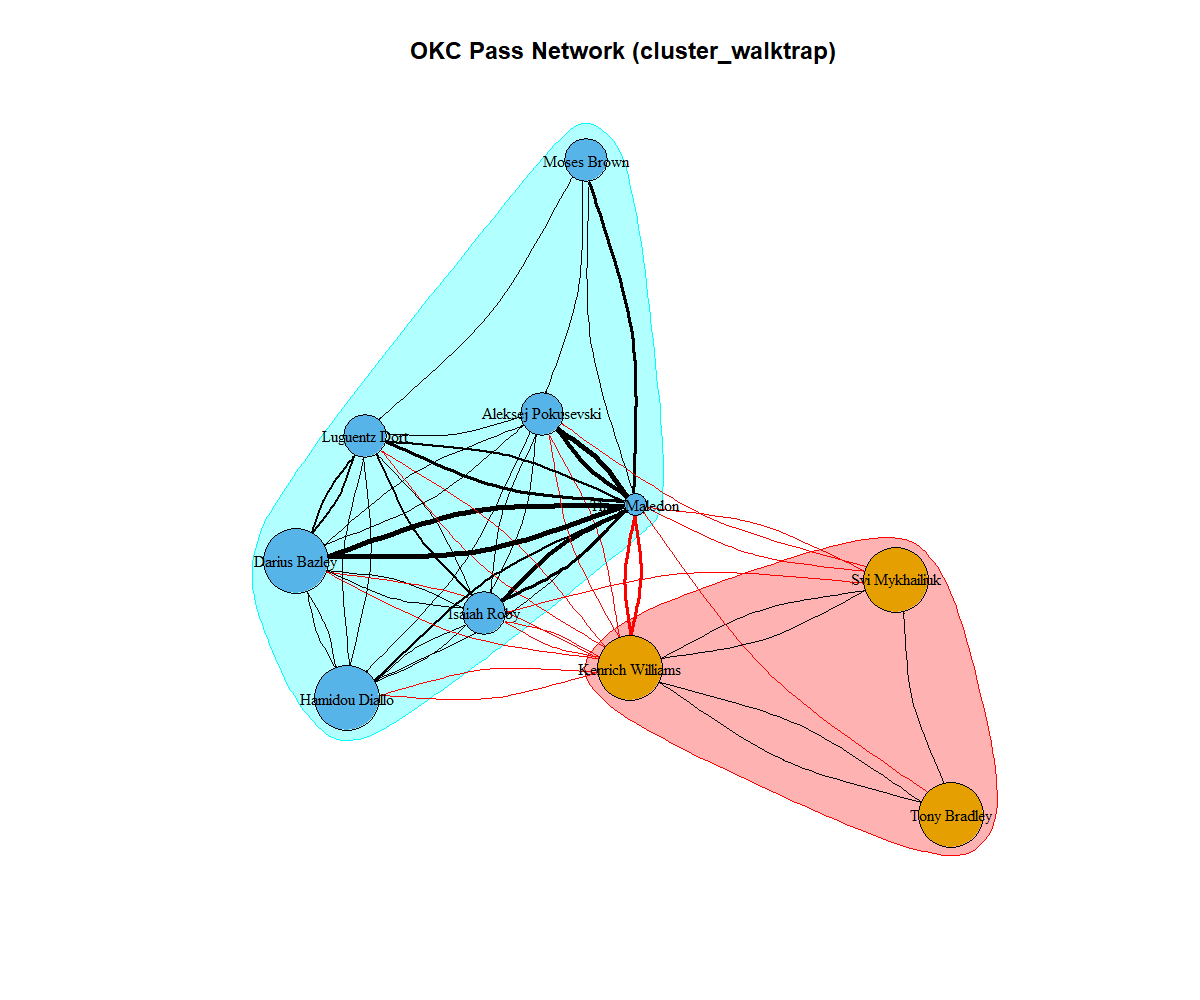 OKC Pass Network (cluster_walktrap)
Moses Brown
Aleksej Pokusevski
Luguentz Dort
Maledon
Darius Bazley
Svi Mykhailiuk
Isaiah Roby
Kenrich Williams
Hamidou Diallo
Tony Bradley